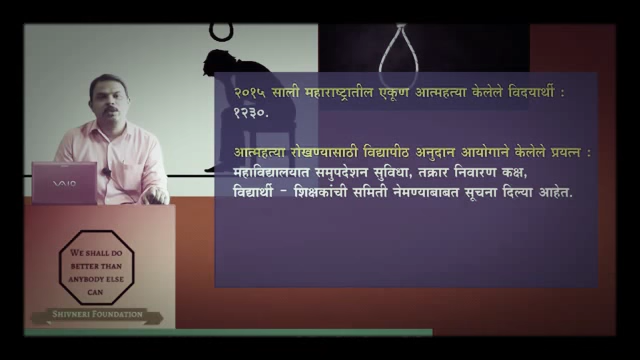 २०१५ साली महाराष्ट्रातील एकूण आत्महत्या केलेले विदयार्थी :
१२३०.
आत्महत्या रोखण्यासाठी विद्यापीठ अनुदान आयोगाने केलेले प्रयत्न :
महाविद्यालयात समुपदेशन सुविधा, तक्रार निवारण कक्ष,
विद्यार्थी - शिक्षकांची समिती नेमण्याबाबत सूचना दिल्या आहेत.
VAIO
WE SHALL DO
BETTER THAN
ANYBODY ELSE
CAN
SHIVNERI FOUNDATION